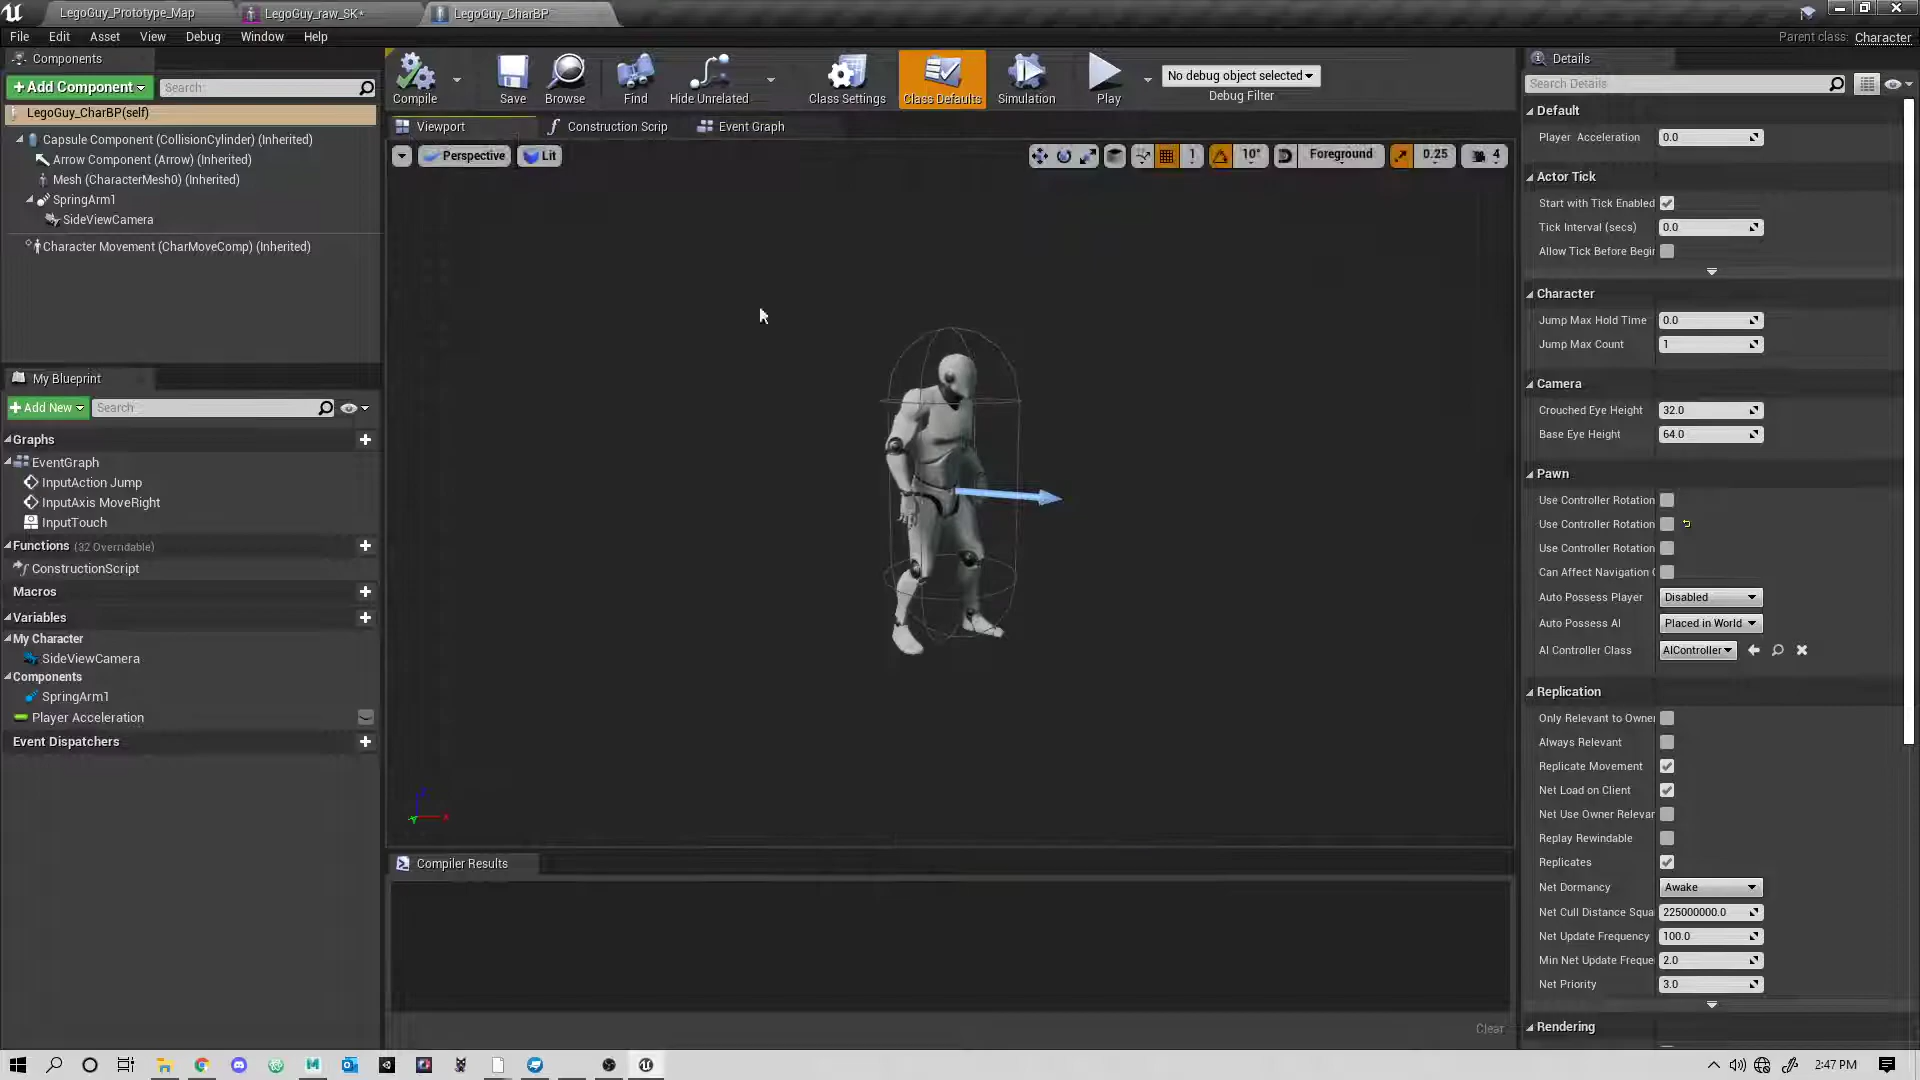 LegoGuy_Prototype_Map
LegoGuy_raw_SK*
LegoGuy_CharBP
File Edit Asset View Debug Window Help
Parent class: Character
Components
+Add Component
Search
LegoGuy_CharBP(self)
Capsule Component (CollisionCylinder) (Inherited)
Arrow Component (Arrow) (Inherited)
Mesh (CharacterMesh0) (Inherited)
SpringArm1
SideViewCamera
Character Movement (CharMoveComp) (Inherited)
My Blueprint
+Add New
Search
Graphs
EventGraph
InputAction Jump
InputAxis MoveRight
InputTouch
Functions (32 Overridable)
ConstructionScript
Macros
Variables
My Character
SideViewCamera
Components
SpringArm1
Player Acceleration
Event Dispatchers
Compile
Save
Browse
Find
Hide Unrelated
Class Settings
Class Defaults
Simulation
Play
No debug object selected
Debug Filter
Viewport
Construction Scrip
Event Graph
Perspective
Lit
1
10°
Foreground
0.25
4
Compiler Results
Clear
Details
Search Details
Default
Player Acceleration 0.0
Actor Tick
Start with Tick Enabled
Tick Interval (secs) 0.0
Allow Tick Before Begin
Character
Jump Max Hold Time 0.0
Jump Max Count 1
Camera
Crouched Eye Height 32.0
Base Eye Height 64.0
Pawn
Use Controller Rotation
Use Controller Rotation
Use Controller Rotation
Can Affect Navigation
Auto Possess Player Disabled
Auto Possess AI Placed in World
AI Controller Class AIController
Replication
Only Relevant to Owner
Always Relevant
Replicate Movement
Net Load on Client
Net Use Owner Relevan
Replay Rewindable
Replicates
Net Dormancy Awake
Net Cull Distance Squa 225000000.0
Net Update Frequency 100.0
Min Net Update Freque 2.0
Net Priority 3.0
Rendering
2:47 PM